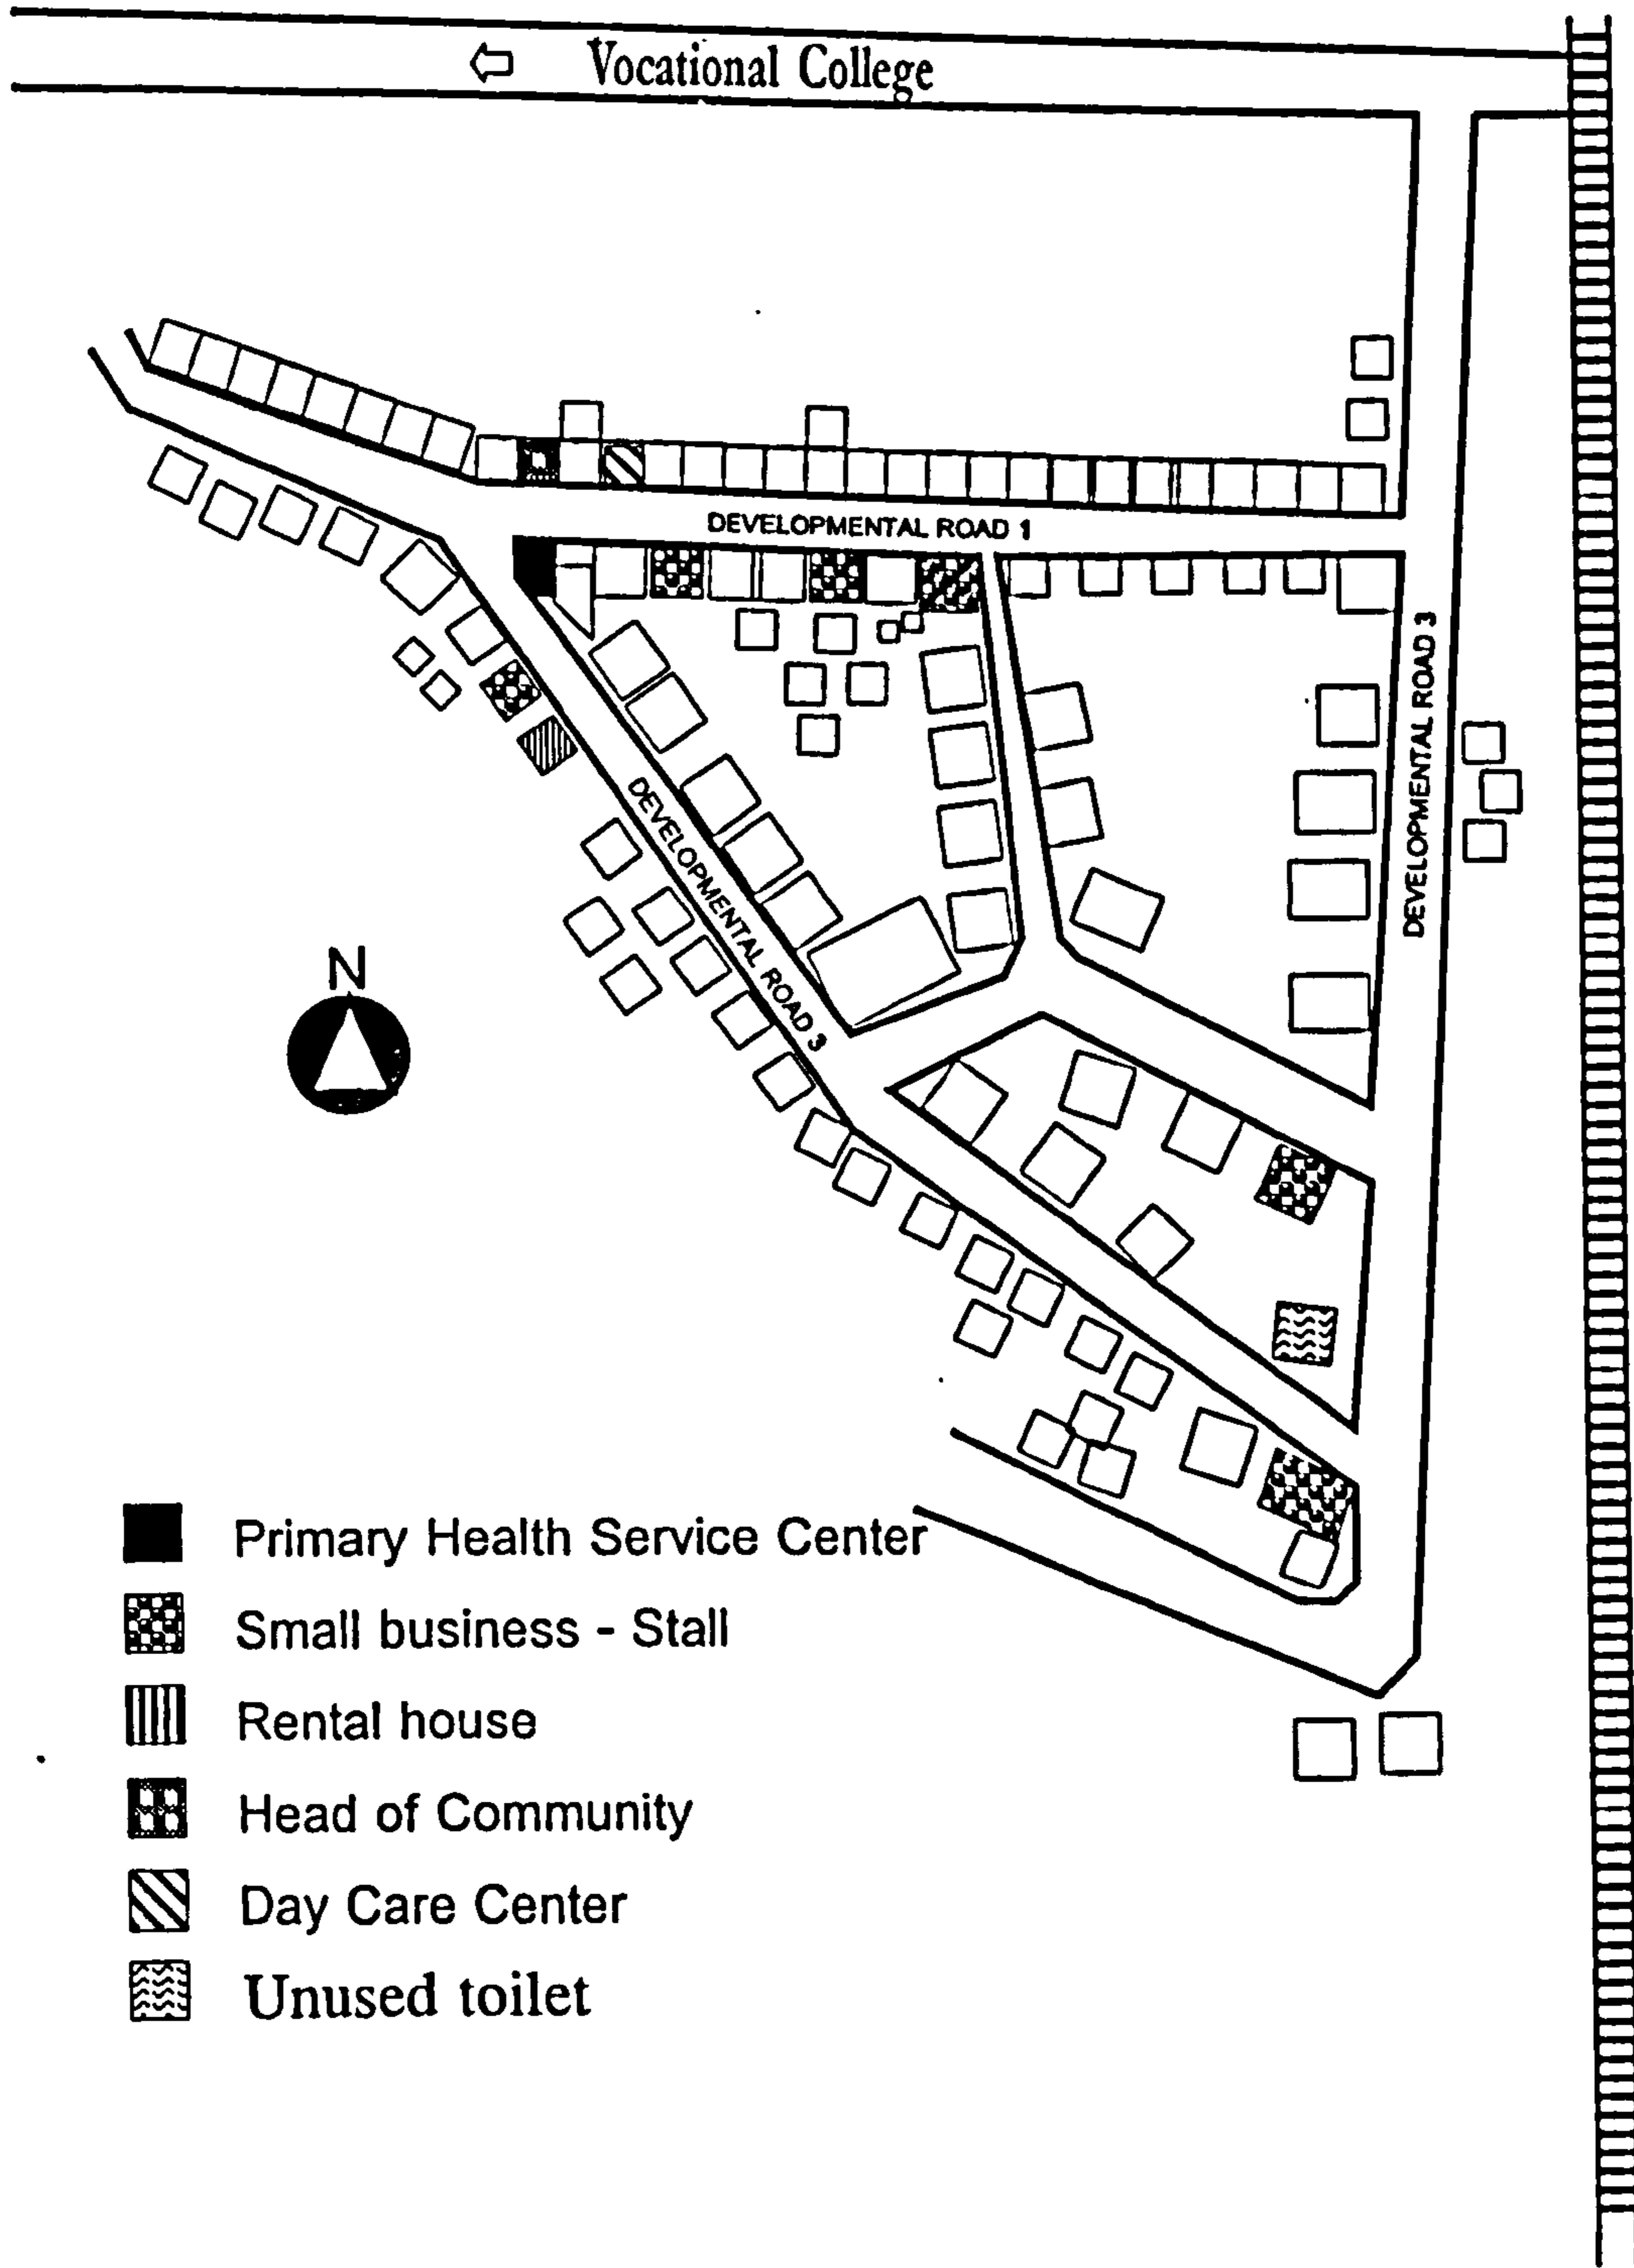 Vocational College
DEVELOPMENTAL ROAD 1
DEVELOPMENTAL ROAD 3
DEVELOPMENTAL ROAD 3
N
Primary Health Service Center
Small business - Stall
Rental house
Head of Community
Day Care Center
Unused toilet